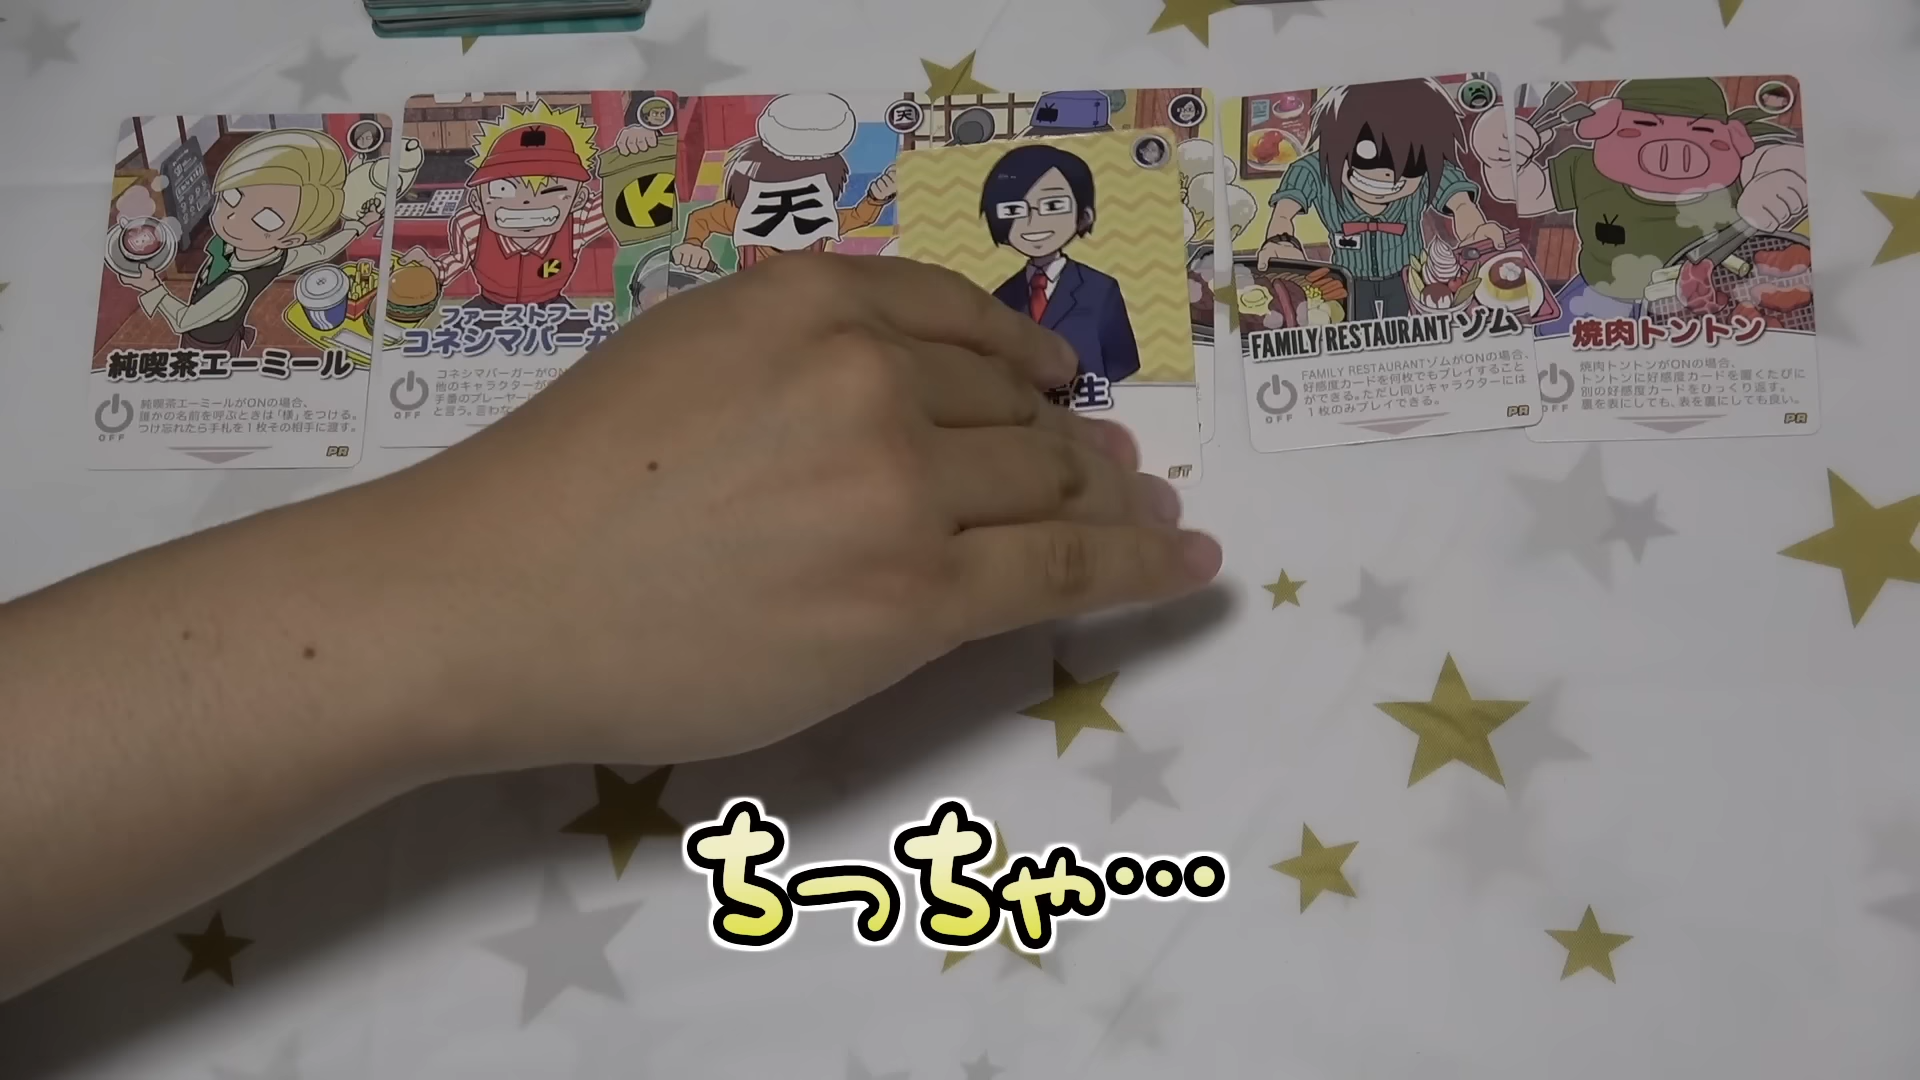 天
天
K
K
純喫茶エーミール
純喫茶エーミールがONの場合、
誰かの名前を呼ぶときは「様」をつける。
つけ忘れたら手札を1枚その相手に渡す。
OFF
PR
ファーストフード
コネシマバーガ
コネシマバーガーがON
他のキャラクターが
手番のプレーヤーに
と言う。言わな
OFF
生
ST
FAMILY RESTAURANT ゾム
FAMILY RESTAURANTゾムがONの場合、
好感度カードを何枚でもプレイすること
ができる。ただし同じキャラクターには
1枚のみプレイできる。
OFF
PR
焼肉トントン
焼肉トントンがONの場合、
トントンに好感度カードを置くたびに
別の好感度カードをひっくり返す。
裏を表にしても、表を裏にしても良い。
OFF
PR
ちっちゃ…